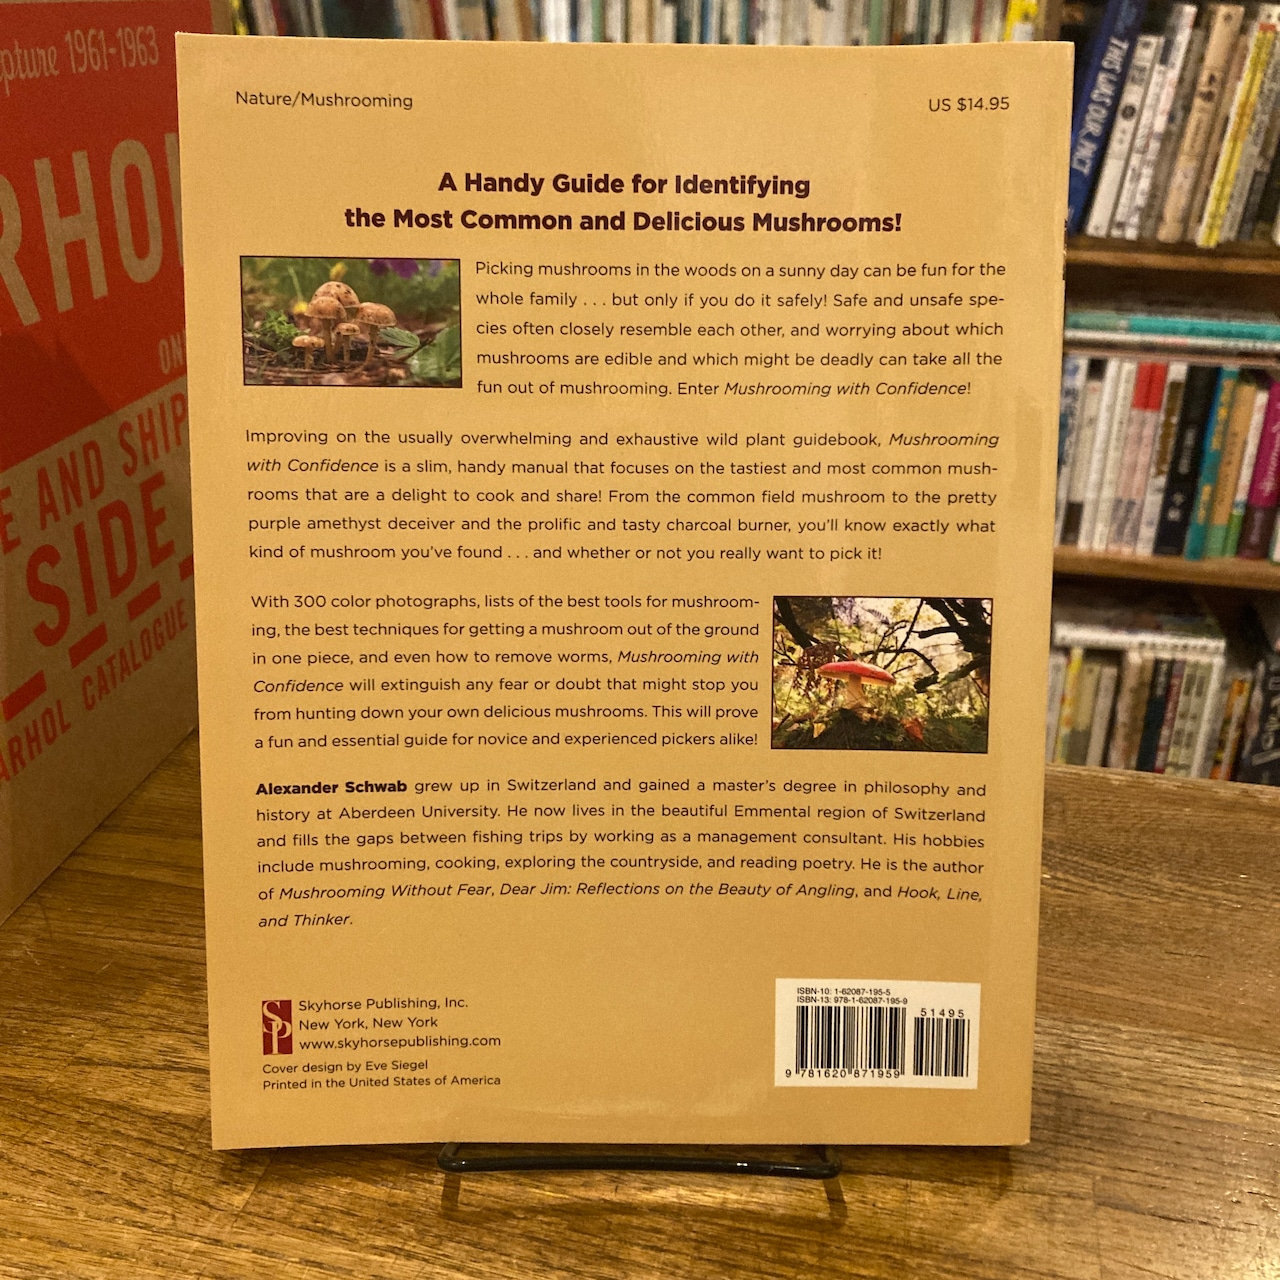 Nature/Mushrooming
US $14.95
A Handy Guide for Identifying
the Most Common and Delicious Mushrooms!
Picking mushrooms in the woods on a sunny day can be fun for the
whole family . . . but only if you do it safely! Safe and unsafe spe-
cies often closely resemble each other, and worrying about which
mushrooms are edible and which might be deadly can take all the
fun out of mushrooming. Enter Mushrooming with Confidence!
Improving on the usually overwhelming and exhaustive wild plant guidebook, Mushrooming
with Confidence is a slim, handy manual that focuses on the tastiest and most common mush-
rooms that are a delight to cook and share! From the common field mushroom to the pretty
purple amethyst deceiver and the prolific and tasty charcoal burner, you'll know exactly what
kind of mushroom you've found . . . and whether or not you really want to pick it!
With 300 color photographs, lists of the best tools for mushroom-
ing, the best techniques for getting a mushroom out of the ground
in one piece, and even how to remove worms, Mushrooming with
Confidence will extinguish any fear or doubt that might stop you
from hunting down your own delicious mushrooms. This will prove
a fun and essential guide for novice and experienced pickers alike!
Alexander Schwab grew up in Switzerland and gained a master's degree in philosophy and
history at Aberdeen University. He now lives in the beautiful Emmental region of Switzerland
and fills the gaps between fishing trips by working as a management consultant. His hobbies
include mushrooming, cooking, exploring the countryside, and reading poetry. He is the author
of Mushrooming Without Fear, Dear Jim: Reflections on the Beauty of Angling, and Hook, Line,
and Thinker.
SP
Skyhorse Publishing, Inc.
New York, New York
www.skyhorsepublishing.com
Cover design by Eve Siegel
Printed in the United States of America
ISBN-10: 1-62087-195-5
ISBN-13: 978-1-62087-195-9
51495
9 781620 871959
1961-1963
AND SHIP
SIDE
CATALOGUE
THIS WAS OUR PACT